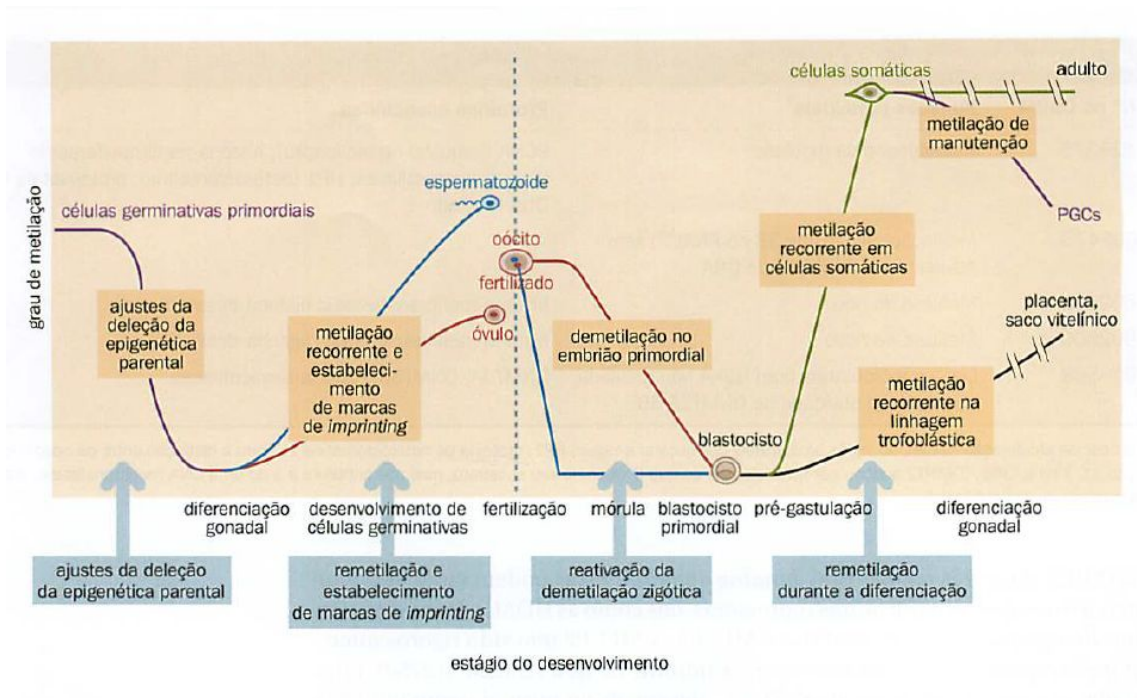 células somáticas
adulto
metilação de
manutenção
espermatozoide
células germinativas primordiais
PGCs
oócito
fertilizado
metilação
recorrente em
células somáticas
grau de metilação
placenta,
saco vitelínico
ajustes da
deleção da
epigenética
parental
metilação
recorrente e
estabeleci-
mento
de marcas
de imprinting
óvulo
demetilação no
embrião primordial
metilação
recorrente na
linhagem
trofoblástica
blastocisto
diferenciação
gonadal
desenvolvimento de
células germinativas
fertilização
mórula
blastocisto
primordial
pré-gastulação
diferenciação
gonadal
ajustes da deleção
da epigenética parental
remetilação e
estabelecimento
de marcas de imprinting
reativação da
demetilação zigótica
remetilação
durante a diferenciação
estágio do desenvolvimento